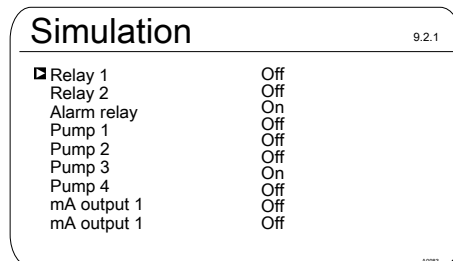 Simulation
9.2.1
Relay 1
Relay 2
Alarm relay
Pump 1
Pump 2
Pump 3
Pump 4
mA output 1
mA output 1
Off
Off
On
Off
Off
Off
On
Off
Off
Off